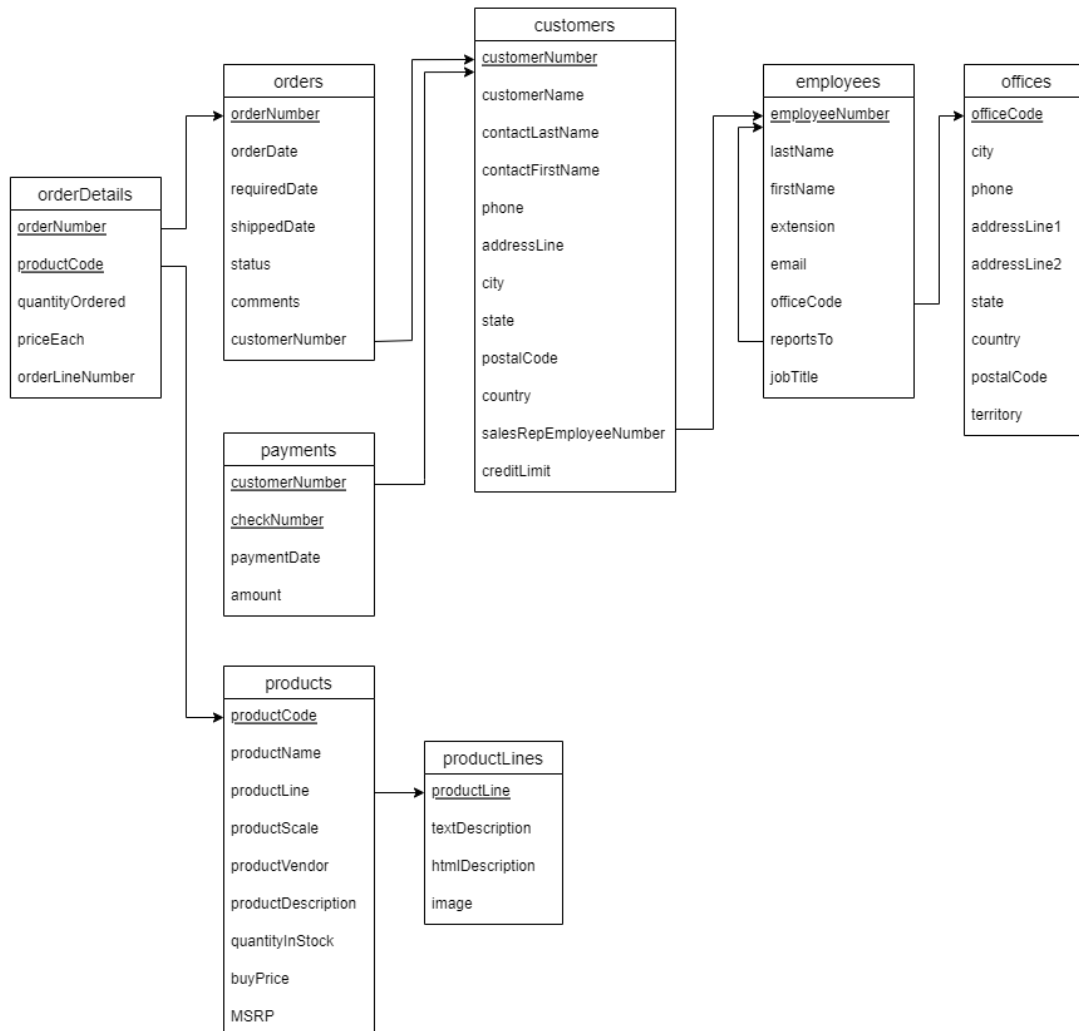 customers
customerNumber
customerName
contactLastName
contactFirstName
phone
addressLine
city
state
postalCode
country
salesRepEmployeeNumber
creditLimit
orders
orderNumber
orderDate
requiredDate
shippedDate
status
comments
customerNumber
employees
employeeNumber
lastName
firstName
extension
email
officeCode
reportsTo
jobTitle
offices
officeCode
city
phone
addressLine1
addressLine2
state
country
postalCode
territory
orderDetails
orderNumber
productCode
quantityOrdered
priceEach
orderLineNumber
payments
customerNumber
checkNumber
paymentDate
amount
products
productCode
productName
productLine
productScale
productVendor
productDescription
quantityInStock
buyPrice
MSRP
productLines
productLine
textDescription
htmlDescription
image